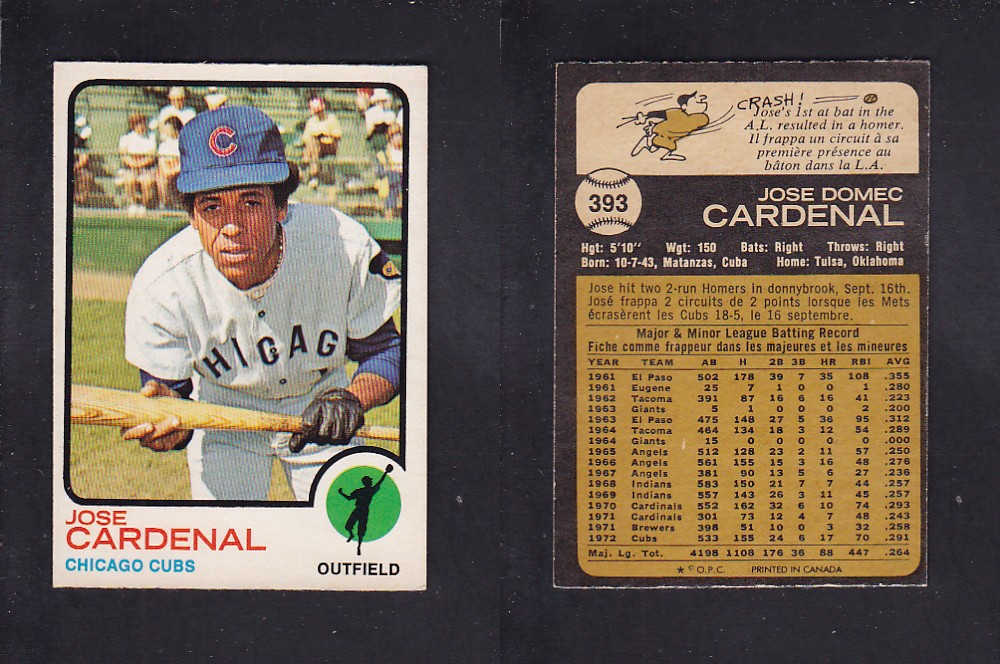 C
CHICAG
JOSE
CARDENAL
CHICAGO CUBS
OUTFIELD
CRASH!
Jose's 1st at bat in the
A.L. resulted in a homer.
Il frappa un circuit à sa
première présence au
bâton dans la L.A.
393
JOSE DOMEC
CARDENAL
Hgt: 5'10" Wgt: 150 Bats: Right Throws: Right
Born: 10-7-43, Matanzas, Cuba Home: Tulsa, Oklahoma
Jose hit two 2-run Homers in donnybrook, Sept. 16th.
José frappa 2 circuits de 2 points lorsque les Mets
écrasèrent les Cubs 18-5, le 16 septembre.
Major & Minor League Batting Record
Fiche comme frappeur dans les majeures et les mineures
YEAR TEAM AB H 2B 3B HR RBI AVG
1961 El Paso 502 178 39 7 35 108 .355
1961 Eugene 25 7 1 0 0 1 .280
1962 Tacoma 391 87 16 6 16 41 .223
1963 Giants 5 1 0 0 0 2 .200
1963 El Paso 475 148 27 5 36 95 .312
1964 Tacoma 464 134 18 3 12 54 .289
1964 Giants 15 0 0 0 0 0 .000
1965 Angels 512 128 23 2 11 57 .250
1966 Angels 561 155 15 3 16 48 .276
1967 Angels 381 90 13 5 6 27 .236
1968 Indians 583 150 21 7 7 44 .257
1969 Indians 557 143 26 3 11 45 .257
1970 Cardinals 552 162 32 6 10 74 .293
1971 Cardinals 301 73 12 4 7 48 .243
1971 Brewers 398 51 10 0 3 32 .258
1972 Cubs 533 155 24 6 17 70 .291
Maj. Lg. Tot. 4198 1108 176 36 88 447 .264
* © O.P.C. PRINTED IN CANADA